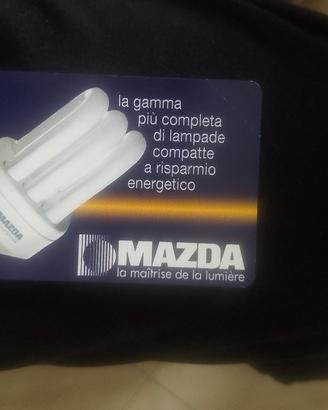 la gamma
più completa
di lampade
compatte
a risparmio
energetico
MAZDA
MAZDA
la maîtrise de la lumière